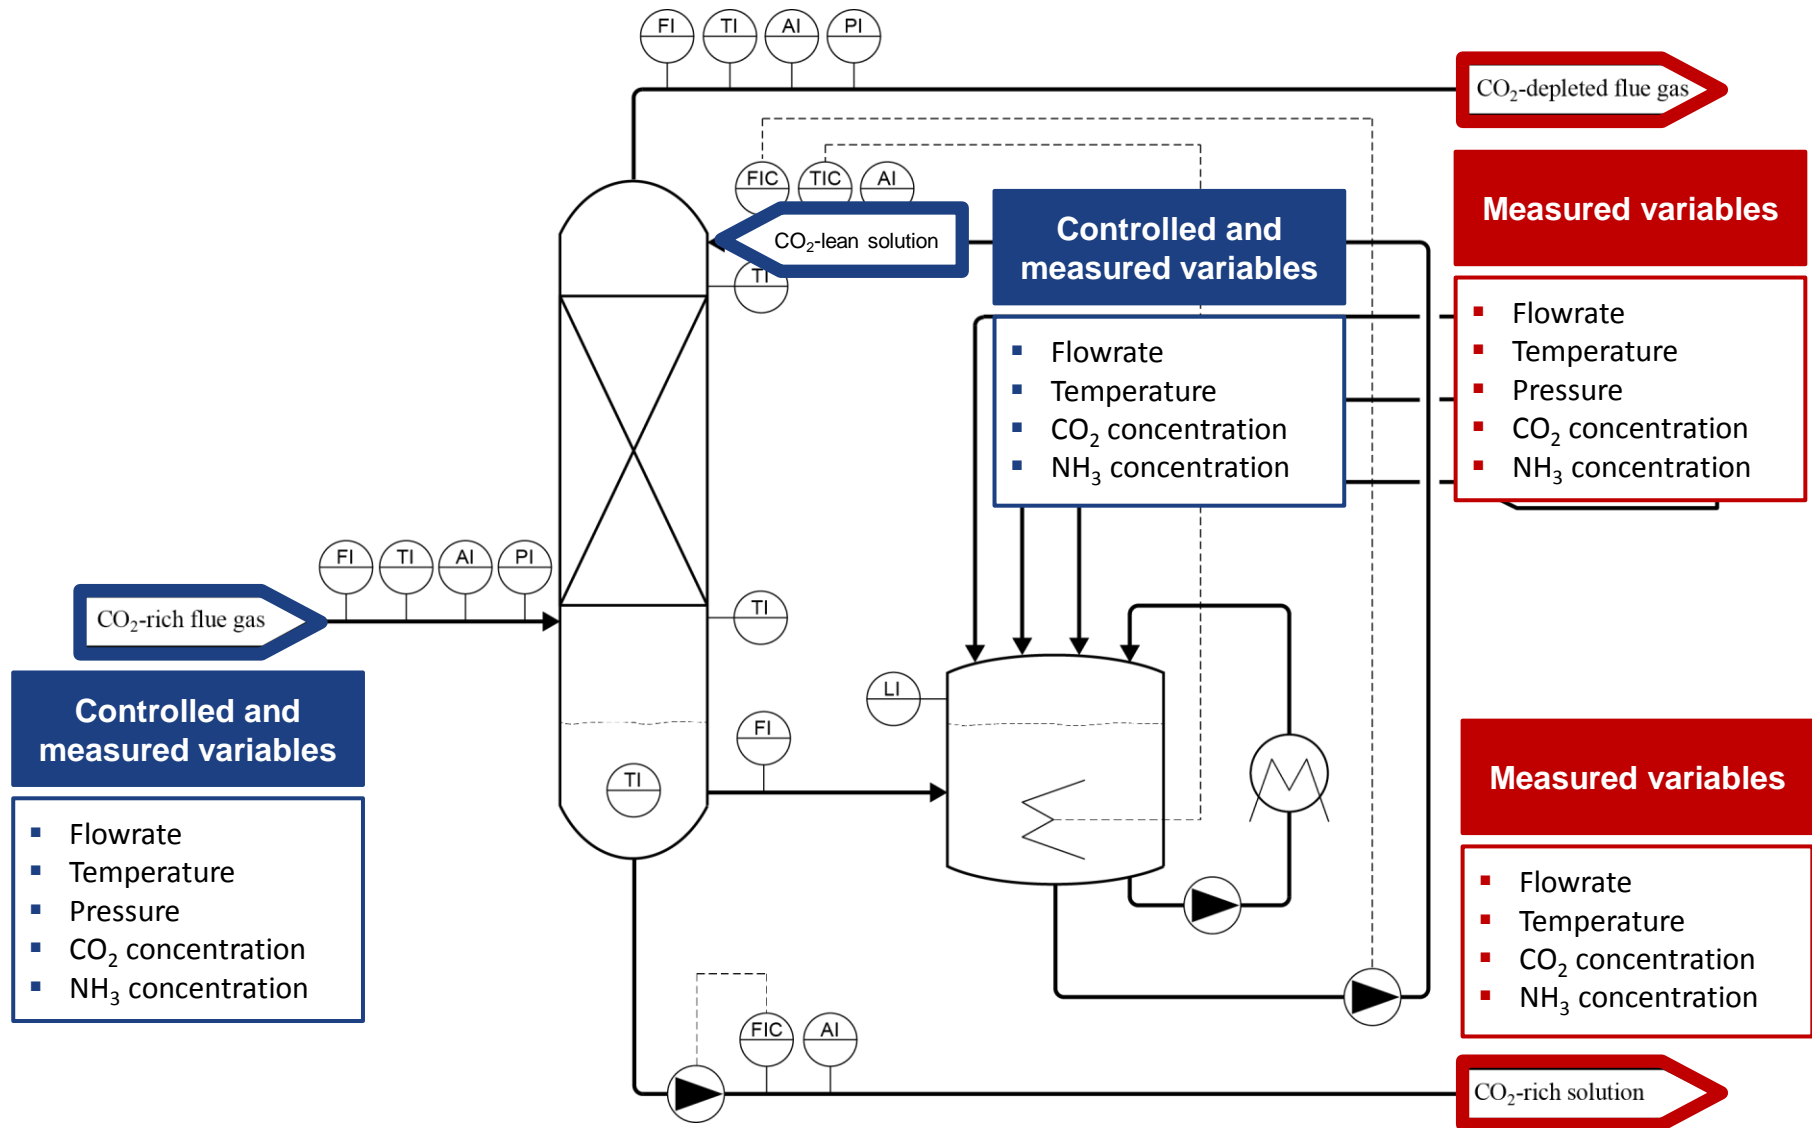 FI TI AI PI
CO₂-depleted flue gas
FIC TIC AI
CO₂-lean solution
TI
Controlled and
measured variables
▪ Flowrate
▪ Temperature
▪ CO₂ concentration
▪ NH₃ concentration
Measured variables
▪ Flowrate
▪ Temperature
▪ Pressure
▪ CO₂ concentration
▪ NH₃ concentration
FI TI AI PI
CO₂-rich flue gas
TI
Controlled and
measured variables
▪ Flowrate
▪ Temperature
▪ Pressure
▪ CO₂ concentration
▪ NH₃ concentration
LI
FI
TI
Measured variables
▪ Flowrate
▪ Temperature
▪ CO₂ concentration
▪ NH₃ concentration
FIC AI
CO₂-rich solution